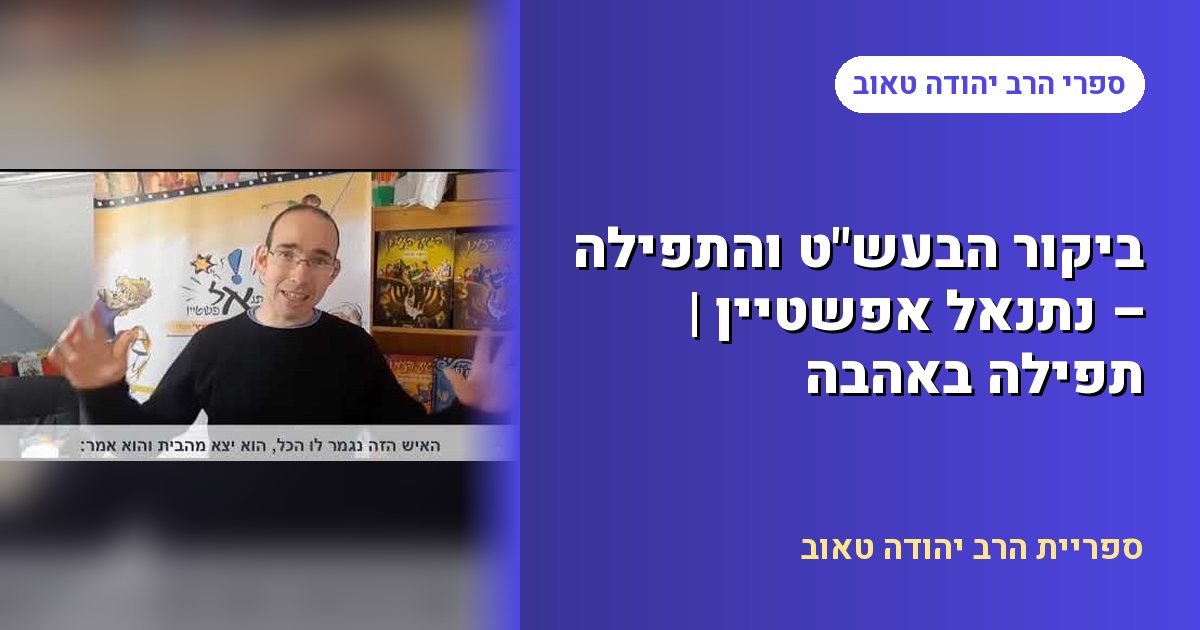 ספרי הרב יהודה טאוב
ביקור הבעש"ט והתפילה
– נתנאל אפשטיין |
תפילה באהבה
ספריית הרב יהודה טאוב
האיש הזה נגמר לו הכל, הוא יצא מהבית והוא אמר: